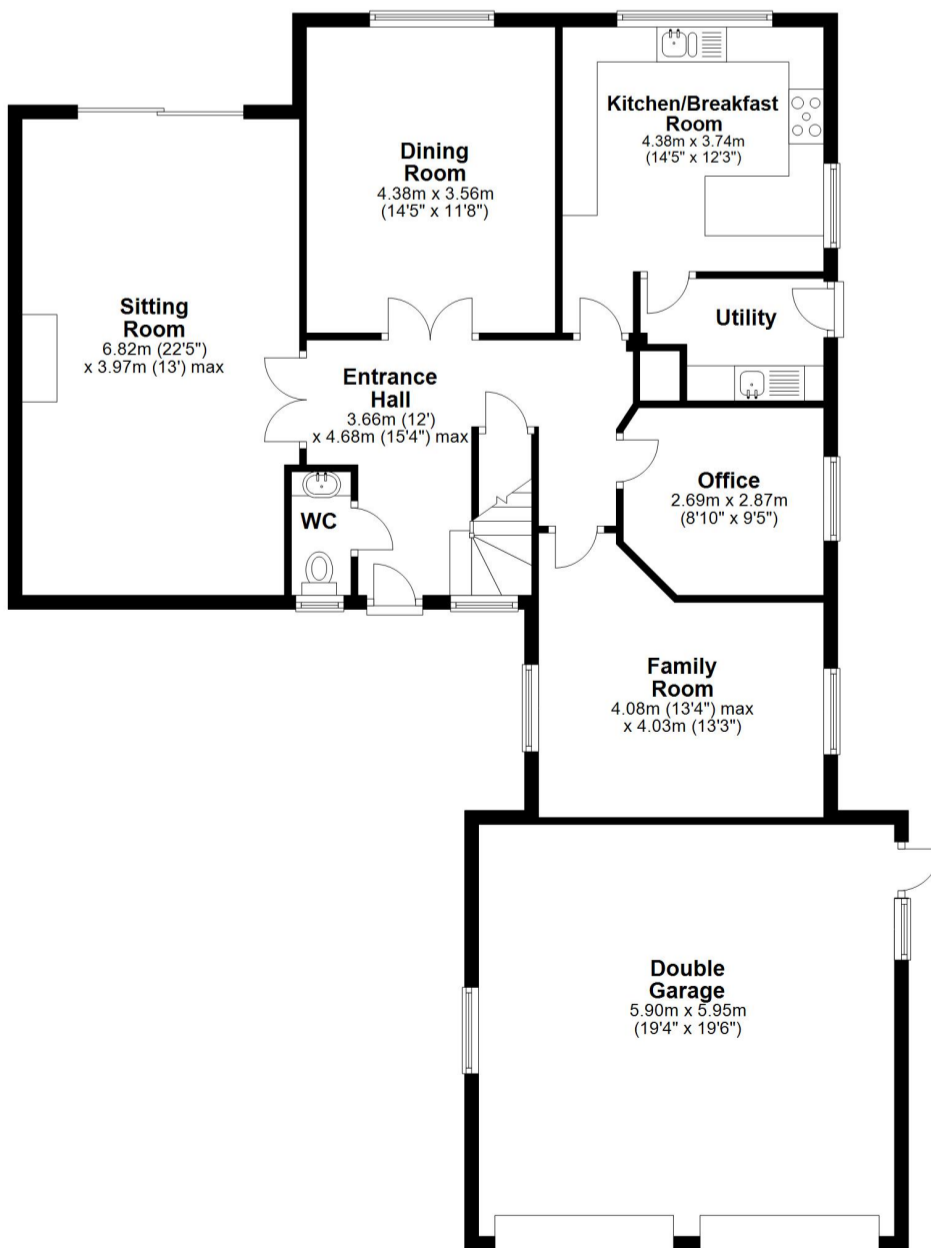 Kitchen/Breakfast
Room
4.38m x 3.74m
(14'5" x 12'3")
Dining
Room
4.38m x 3.56m
(14'5" x 11'8")
Sitting
Room
6.82m (22'5")
x 3.97m (13') max
Utility
Entrance
Hall
3.66m (12')
x 4.68m (15'4") max
WC
Office
2.69m x 2.87m
(8'10" x 9'5")
Family
Room
4.08m (13'4") max
x 4.03m (13'3")
Double
Garage
5.90m x 5.95m
(19'4" x 19'6")